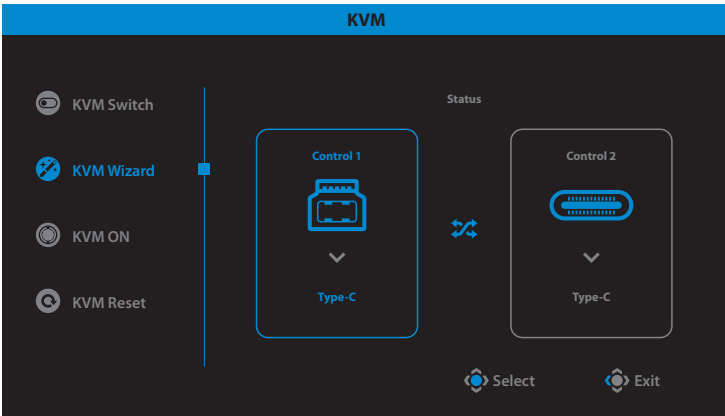 KVM
KVM Switch
KVM Wizard
KVM ON
KVM Reset
Status
Control 1
Type-C
Control 2
Type-C
Select
Exit